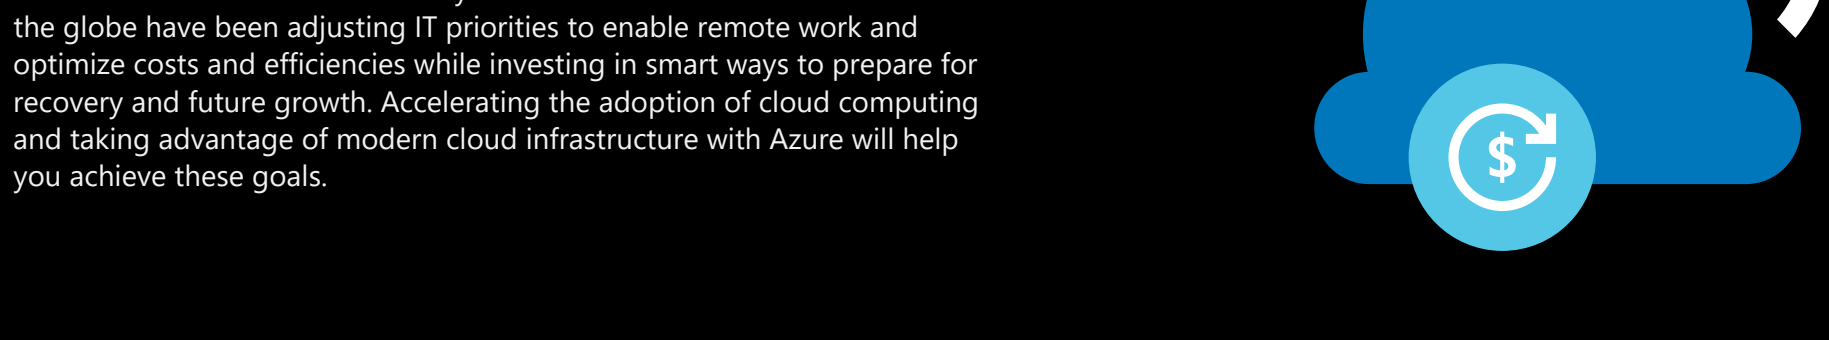 the globe have been adjusting IT priorities to enable remote work and
optimize costs and efficiencies while investing in smart ways to prepare for
recovery and future growth. Accelerating the adoption of cloud computing
and taking advantage of modern cloud infrastructure with Azure will help
you achieve these goals.
$